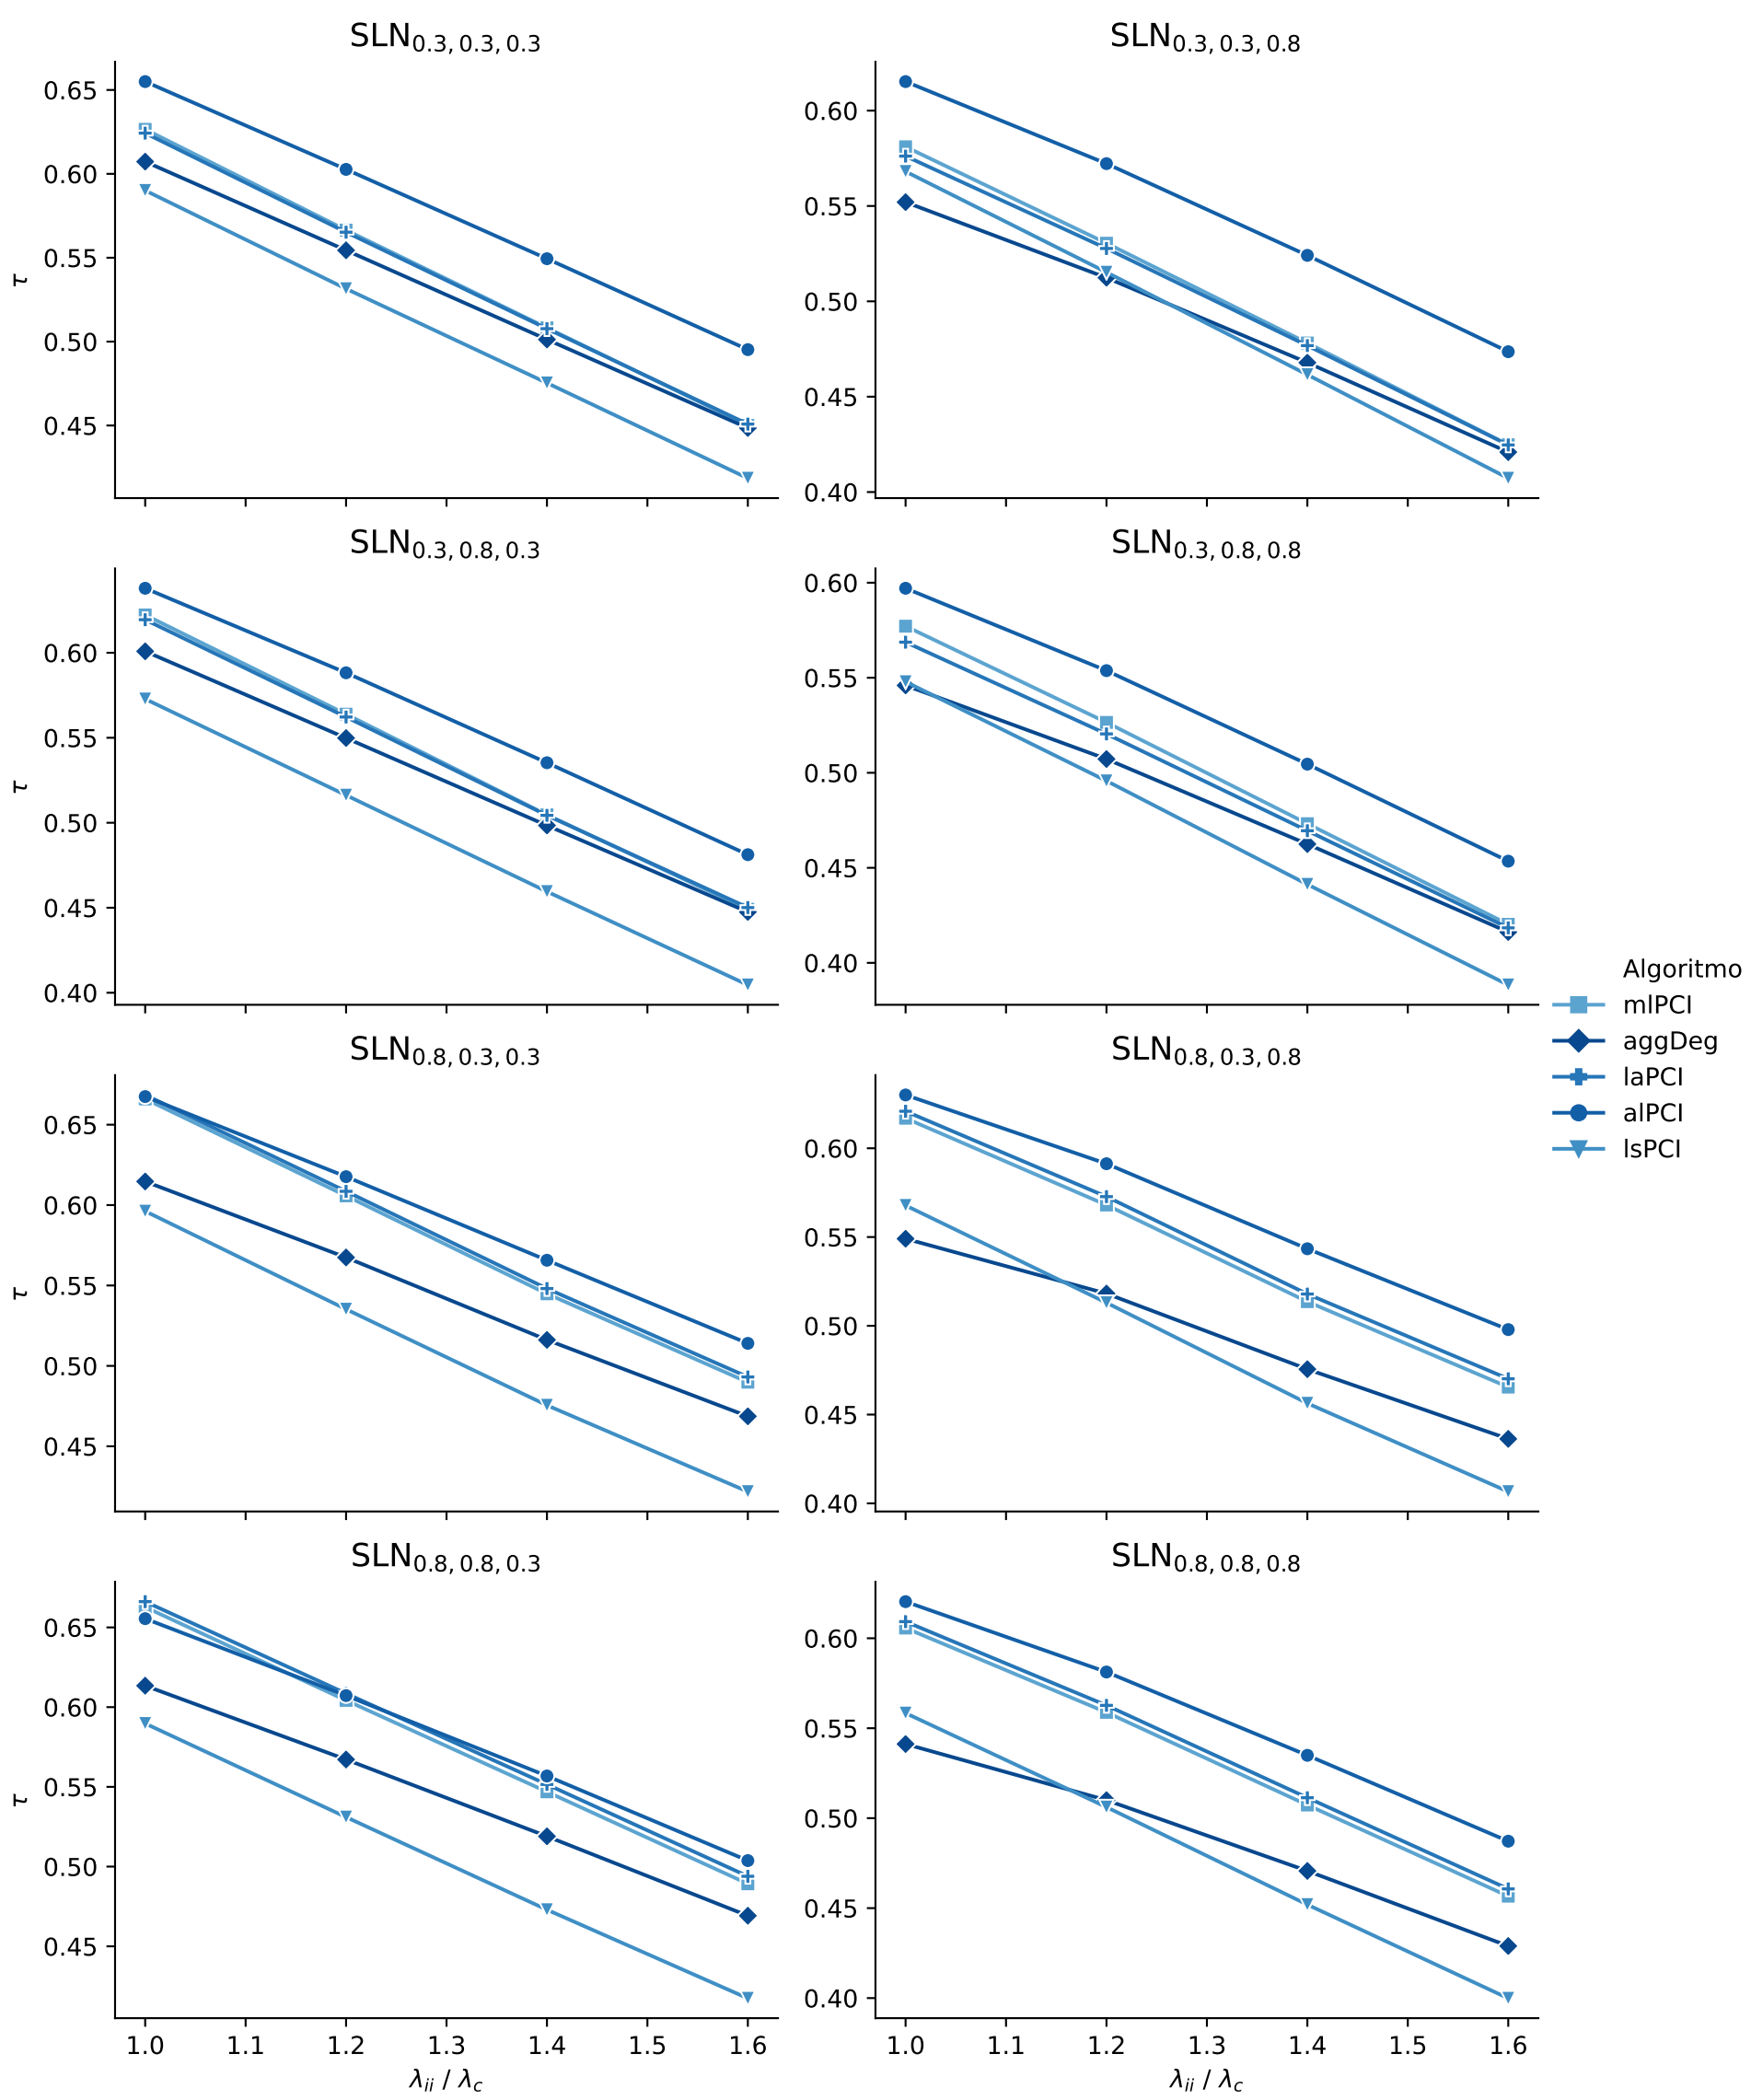 SLN0.3, 0.3, 0.3
0.65
0.60
0.55
0.50
0.45
τ
SLN0.3, 0.3, 0.8
0.60
0.55
0.50
0.45
0.40
SLN0.3, 0.8, 0.3
0.60
0.55
0.50
0.45
0.40
τ
SLN0.3, 0.8, 0.8
0.60
0.55
0.50
0.45
0.40
SLN0.8, 0.3, 0.3
0.65
0.60
0.55
0.50
0.45
τ
SLN0.8, 0.3, 0.8
0.60
0.55
0.50
0.45
0.40
SLN0.8, 0.8, 0.3
0.65
0.60
0.55
0.50
0.45
τ
1.0 1.1 1.2 1.3 1.4 1.5 1.6
λii / λc
SLN0.8, 0.8, 0.8
0.60
0.55
0.50
0.45
0.40
1.0 1.1 1.2 1.3 1.4 1.5 1.6
λii / λc
Algoritmo
mlPCI
aggDeg
laPCI
alPCI
lsPCI